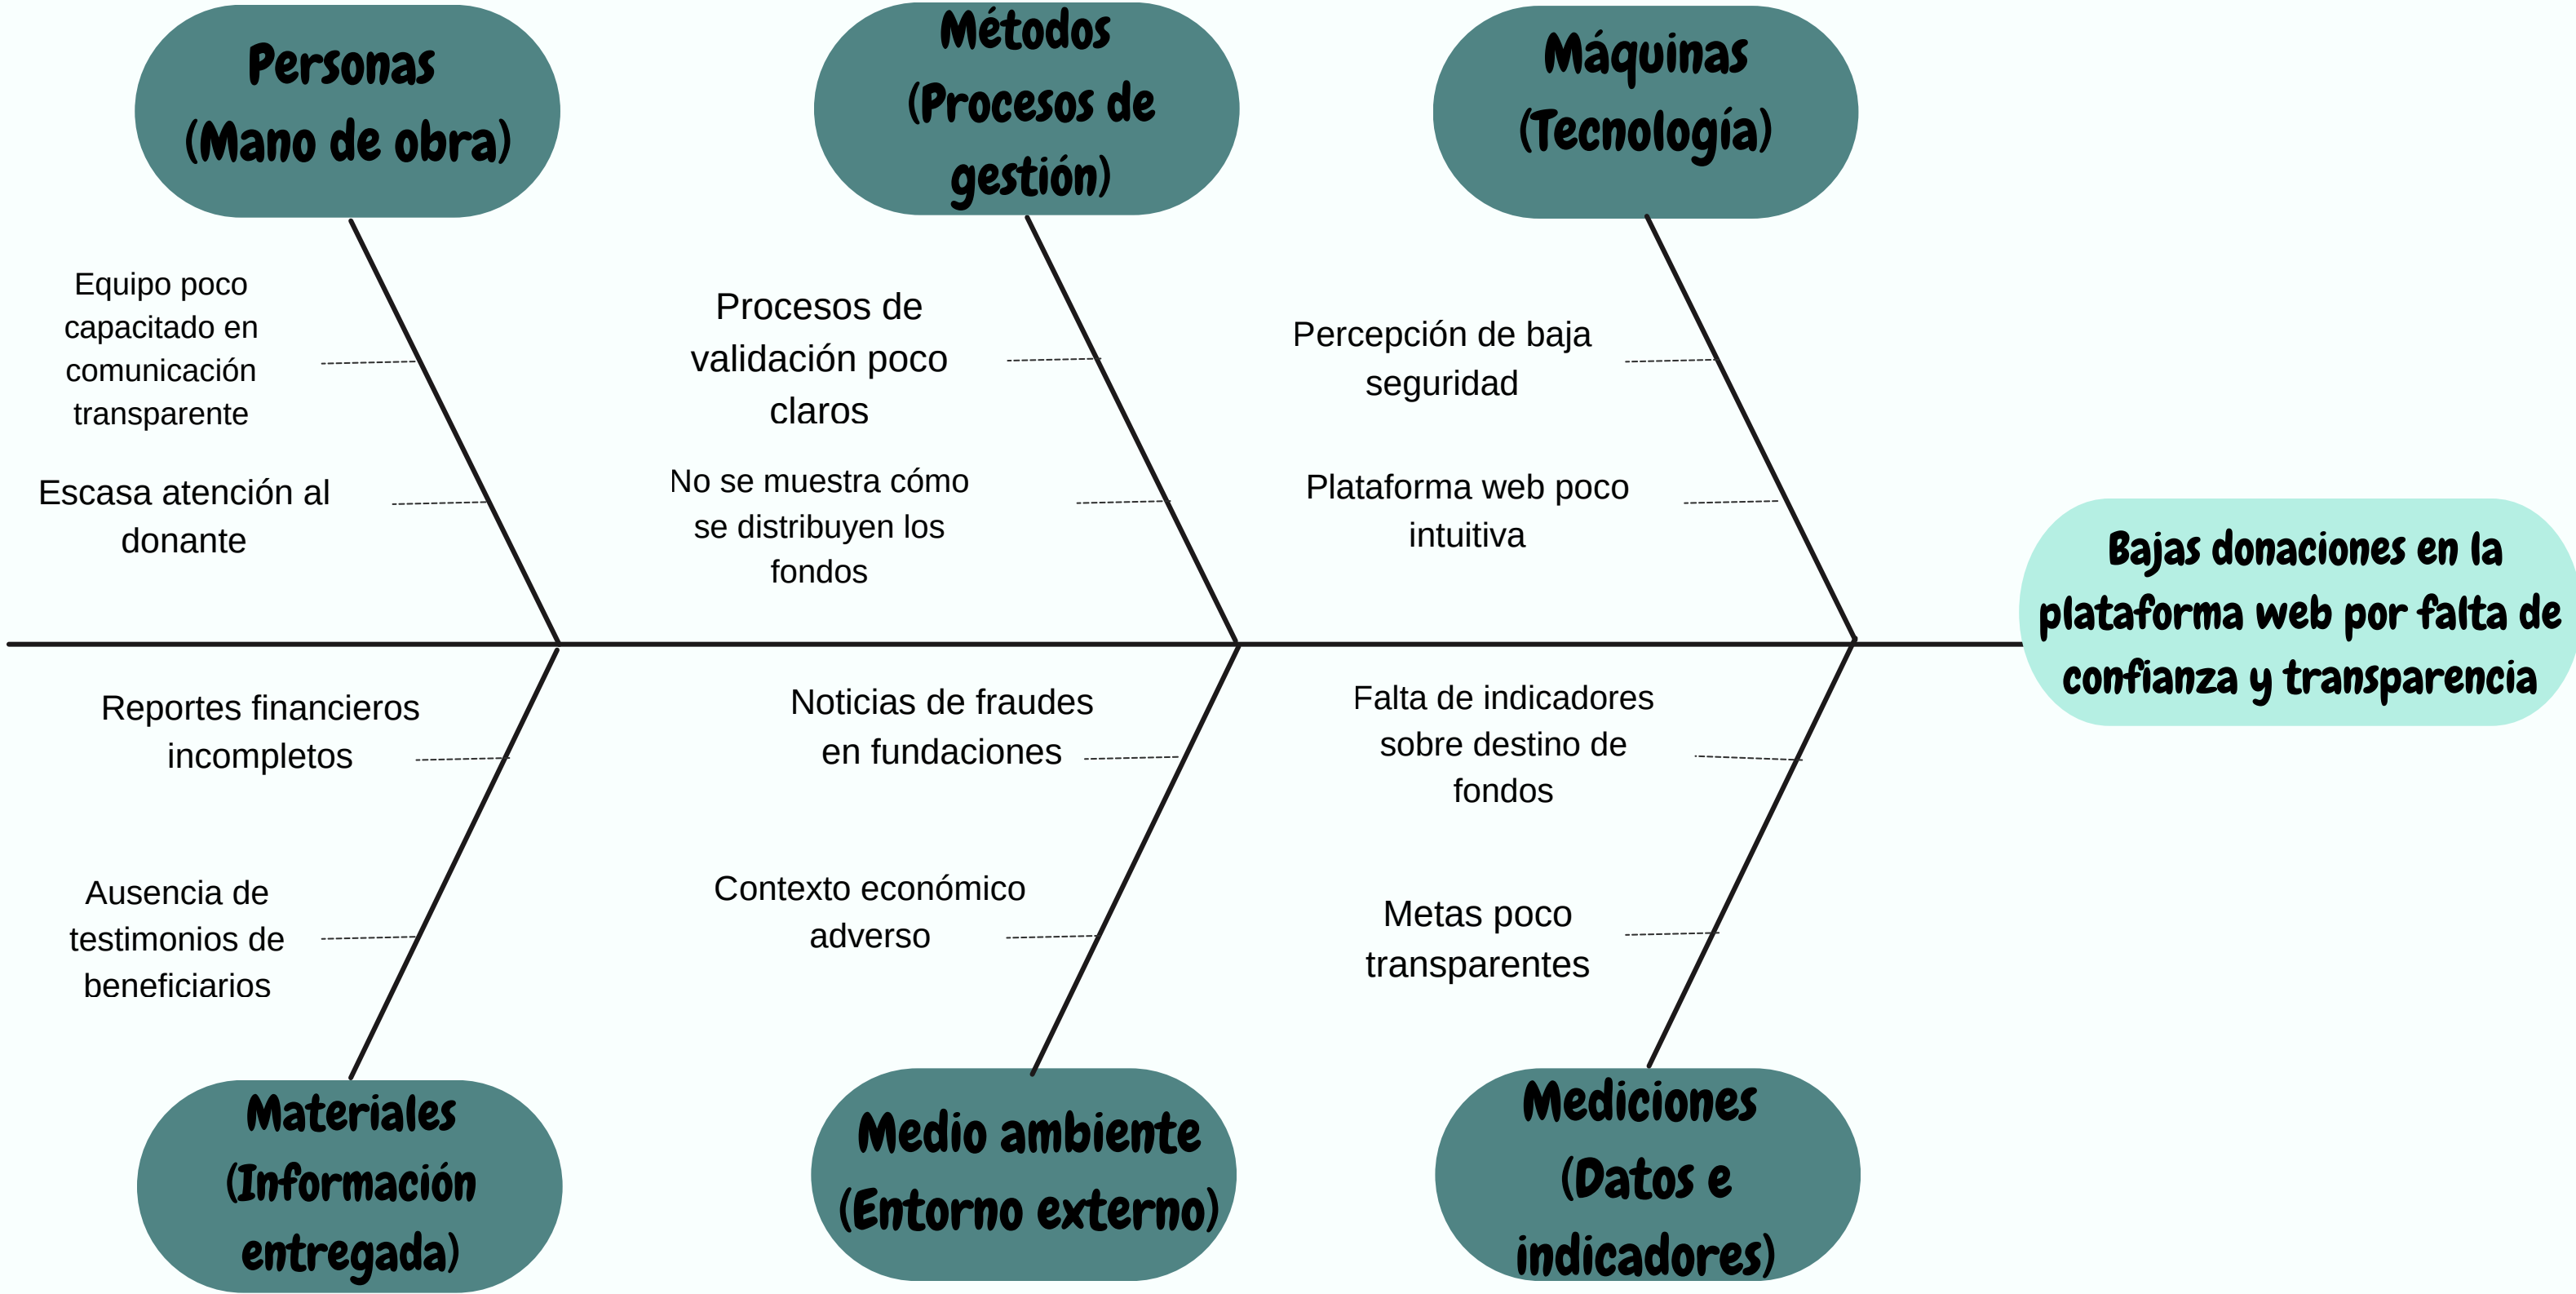 Personas
(Mano de obra)
Métodos
(Procesos de
gestión)
Máquinas
(Tecnología)
Equipo poco
capacitado en
comunicación
transparente
Escasa atención al
donante
Procesos de
validación poco
claros
No se muestra cómo
se distribuyen los
fondos
Percepción de baja
seguridad
Plataforma web poco
intuitiva
Bajas donaciones en la
plataforma web por falta de
confianza y transparencia
Reportes financieros
incompletos
Ausencia de
testimonios de
beneficiarios
Noticias de fraudes
en fundaciones
Contexto económico
adverso
Falta de indicadores
sobre destino de
fondos
Metas poco
transparentes
Materiales
(Información
entregada)
Medio ambiente
(Entorno externo)
Mediciones
(Datos e
indicadores)